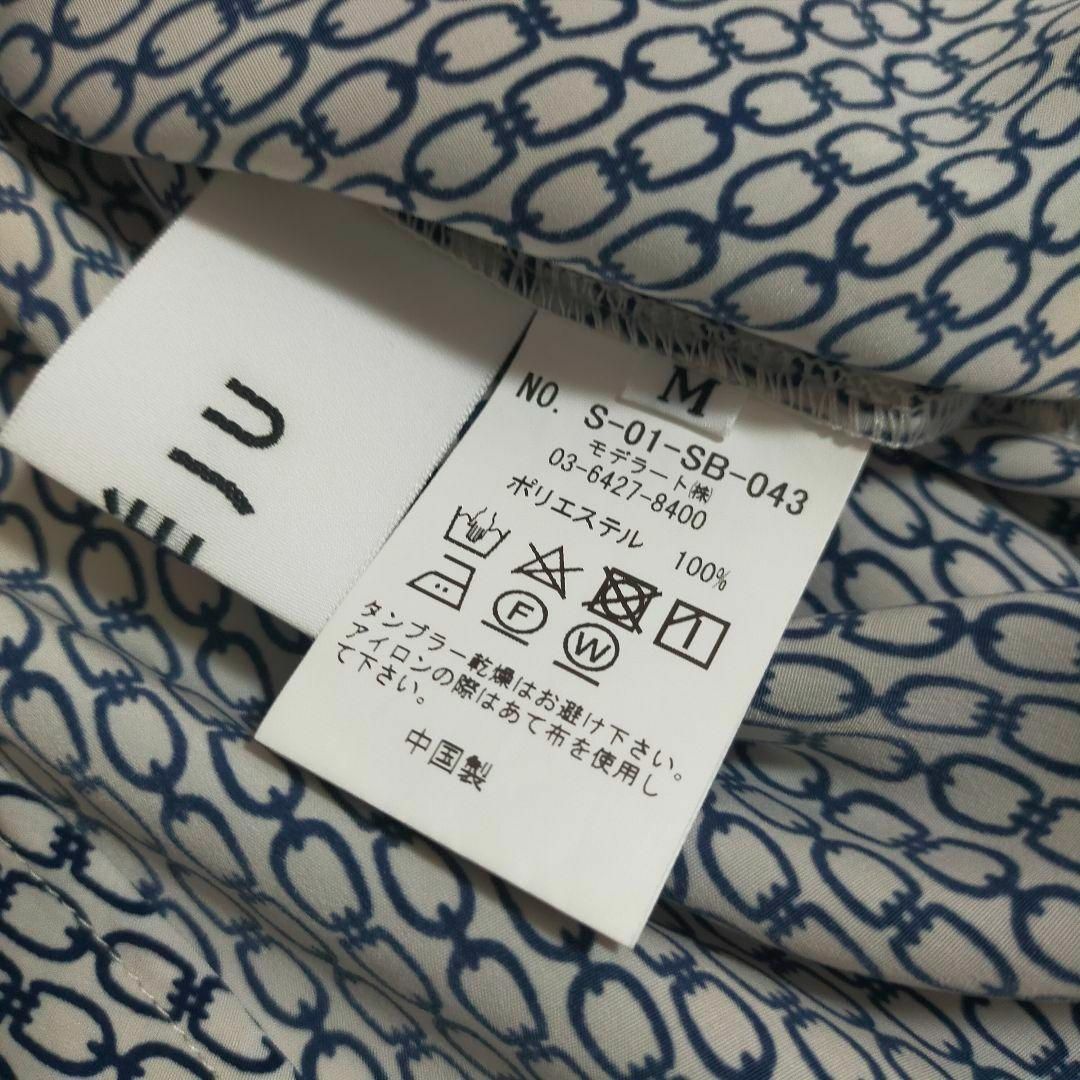 M
NO. S-01-SB-043
モデラート㈱
03-6427-8400
ポリエステル 100%
F
W
タンブラー乾燥はお避け下さい。
アイロンの際はあて布を使用し
て下さい。
中国製